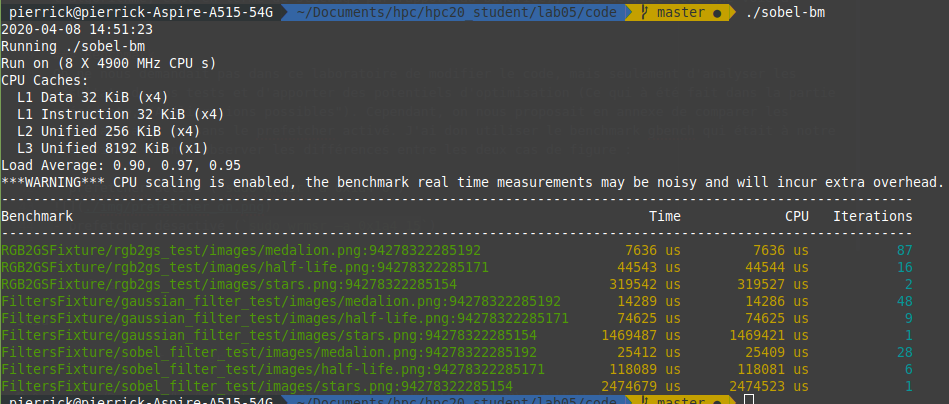 pierrick@pierrick-Aspire-A515-54G ~/Documents/hpc/hpc20_student/lab05/code master ● ./sobel-bm
2020-04-08 14:51:23
Running ./sobel-bm
Run on (8 X 4900 MHz CPU s)
CPU Caches:
L1 Data 32 KiB (x4)
L1 Instruction 32 KiB (x4)
L2 Unified 256 KiB (x4)
L3 Unified 8192 KiB (x1)
Load Average: 0.90, 0.97, 0.95
***WARNING*** CPU scaling is enabled, the benchmark real time measurements may be noisy and will incur extra overhead.
Benchmark Time CPU Iterations
RGB2GSFixture/rgb2gs_test/images/medalion.png:94278322285192 7636 us 7636 us 87
RGB2GSFixture/rgb2gs_test/images/half-life.png:94278322285171 44543 us 44544 us 16
RGB2GSFixture/rgb2gs_test/images/stars.png:94278322285154 319542 us 319527 us 2
FiltersFixture/gaussian_filter_test/images/medalion.png:94278322285192 14289 us 14286 us 48
FiltersFixture/gaussian_filter_test/images/half-life.png:94278322285171 74625 us 74625 us 9
FiltersFixture/gaussian_filter_test/images/stars.png:94278322285154 1469487 us 1469421 us 1
FiltersFixture/sobel_filter_test/images/medalion.png:94278322285192 25412 us 25409 us 28
FiltersFixture/sobel_filter_test/images/half-life.png:94278322285171 118089 us 118081 us 6
FiltersFixture/sobel_filter_test/images/stars.png:94278322285154 2474679 us 2474523 us 1
pierrick@pierrick-Aspire-A515-54G ~/Documents/hpc/hpc20_student/lab05/code master ●